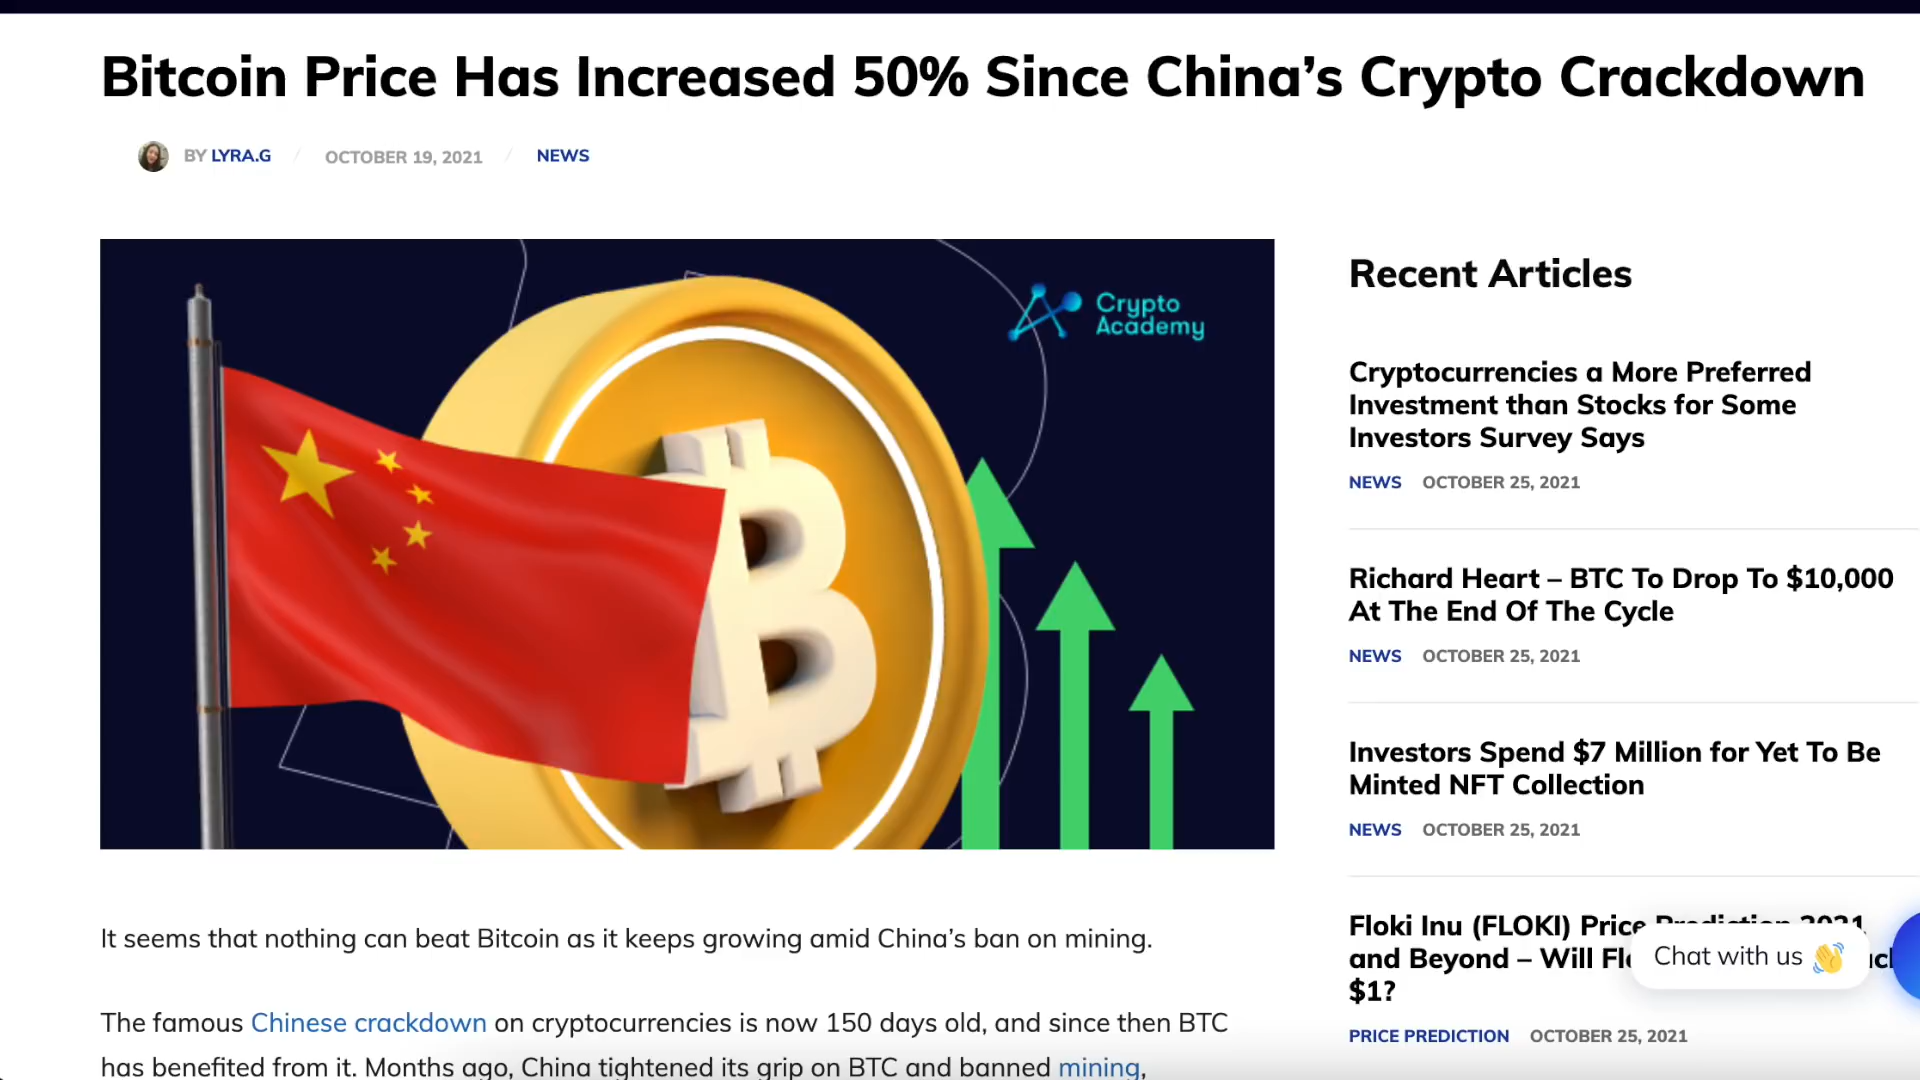 Bitcoin Price Has Increased 50% Since China’s Crypto Crackdown
BY LYRA.G / OCTOBER 19, 2021 / NEWS
Crypto
Academy
It seems that nothing can beat Bitcoin as it keeps growing amid China’s ban on mining.
The famous Chinese crackdown on cryptocurrencies is now 150 days old, and since then BTC
has benefited from it. Months ago, China tightened its grip on BTC and banned mining,
Recent Articles
Cryptocurrencies a More Preferred
Investment than Stocks for Some
Investors Survey Says
NEWS OCTOBER 25, 2021
Richard Heart – BTC To Drop To $10,000
At The End Of The Cycle
NEWS OCTOBER 25, 2021
Investors Spend $7 Million for Yet To Be
Minted NFT Collection
NEWS OCTOBER 25, 2021
Floki Inu (FLOKI) Price Prediction 2021
and Beyond – Will
$1?
PRICE PREDICTION OCTOBER 25, 2021
Chat with us 👋